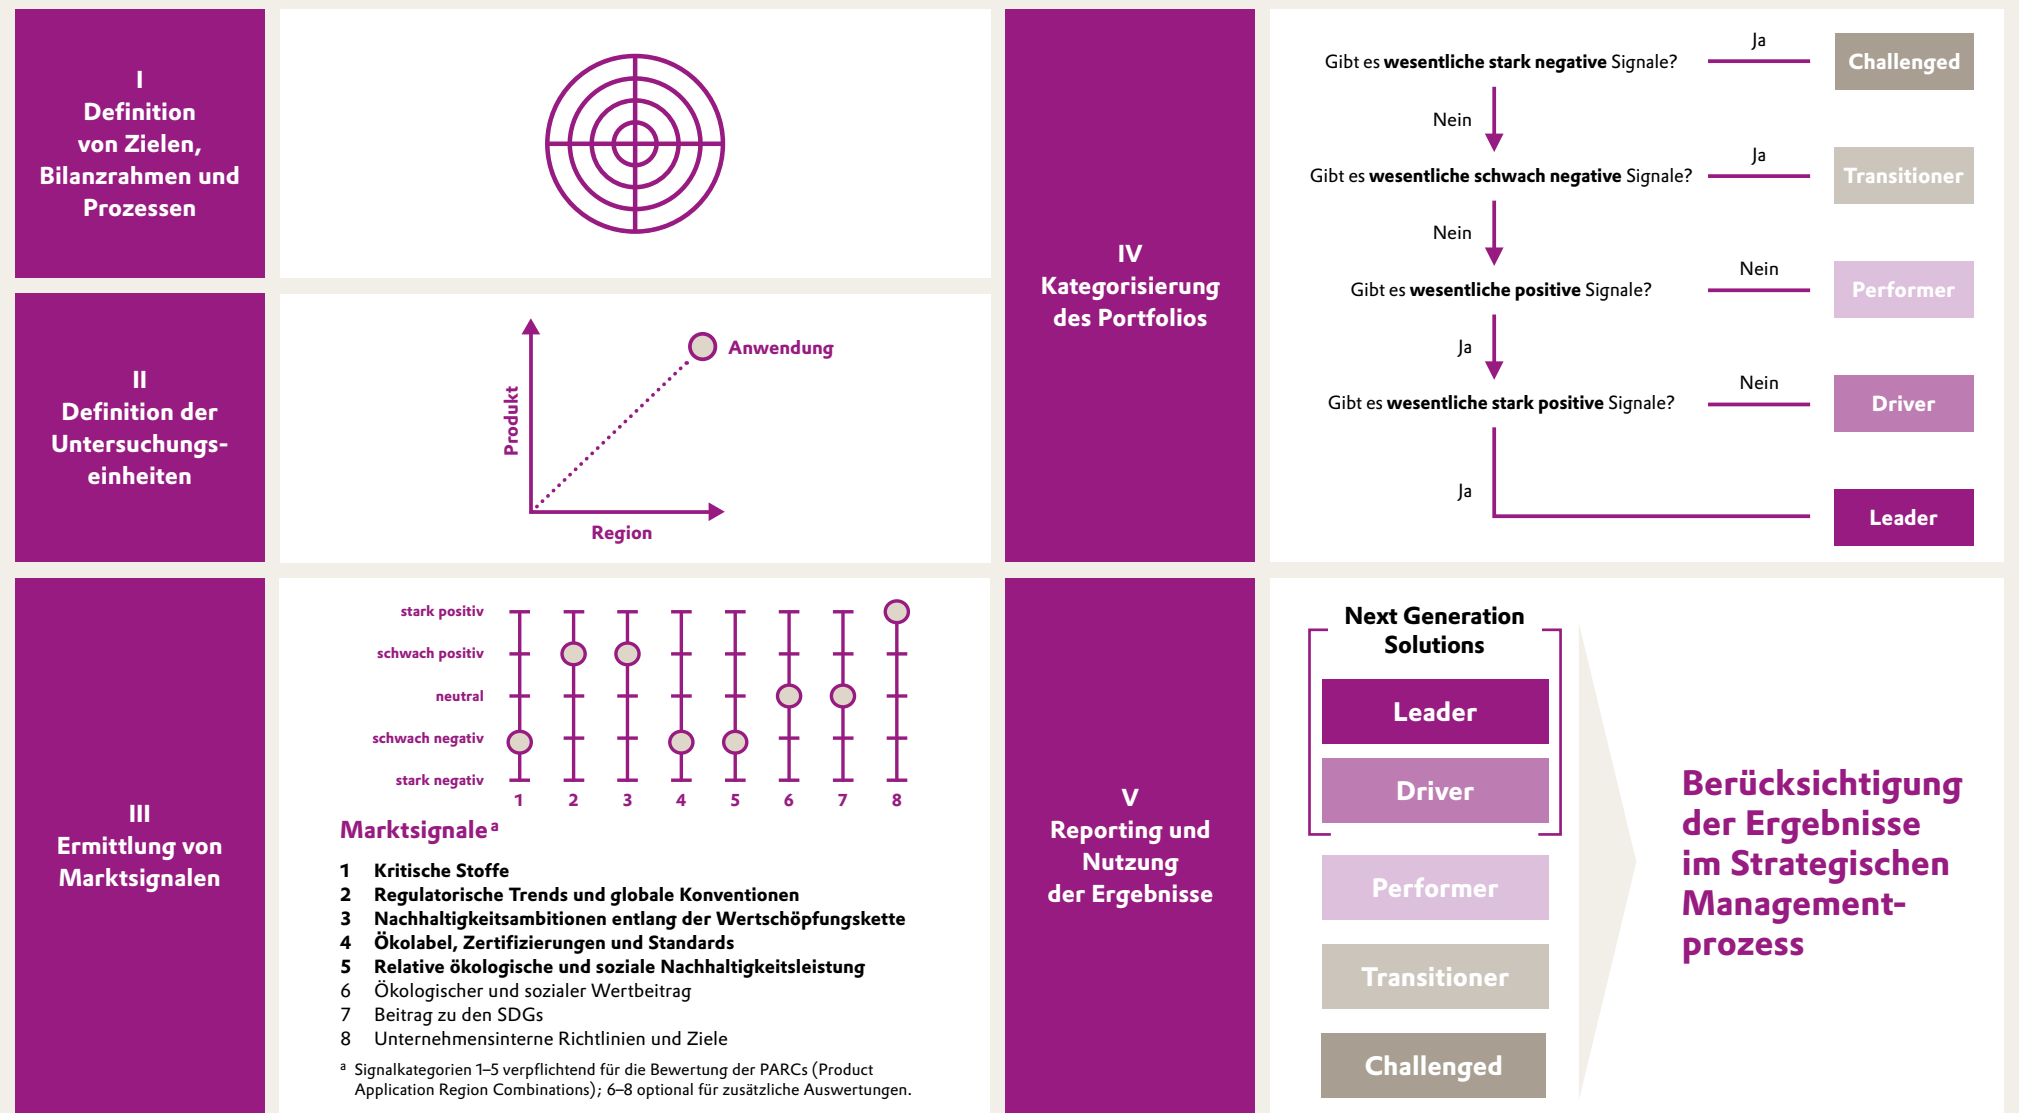 I
Definition
von Zielen,
Bilanzrahmen und
Prozessen
II
Definition der
Untersuchungs-
einheiten
Produkt
Anwendung
Region
III
Ermittlung von
Marktsignalen
stark positiv
schwach positiv
neutral
schwach negativ
stark negativ
1 2 3 4 5 6 7 8
Marktsignale a
1 Kritische Stoffe
2 Regulatorische Trends und globale Konventionen
3 Nachhaltigkeitsambitionen entlang der Wertschöpfungskette
4 Ökolabel, Zertifizierungen und Standards
5 Relative ökologische und soziale Nachhaltigkeitsleistung
6 Ökologischer und sozialer Wertbeitrag
7 Beitrag zu den SDGs
8 Unternehmensinterne Richtlinien und Ziele
a Signalkategorien 1–5 verpflichtend für die Bewertung der PARCs (Product
Application Region Combinations); 6–8 optional für zusätzliche Auswertungen.
IV
Kategorisierung
des Portfolios
Gibt es wesentliche stark negative Signale?
Ja
Challenged
Nein
Gibt es wesentliche schwach negative Signale?
Ja
Transitioner
Nein
Gibt es wesentliche positive Signale?
Nein
Performer
Ja
Gibt es wesentliche stark positive Signale?
Nein
Driver
Ja
Leader
V
Reporting und
Nutzung
der Ergebnisse
Next Generation
Solutions
Leader
Driver
Performer
Transitioner
Challenged
Berücksichtigung
der Ergebnisse
im Strategischen
Management-
prozess